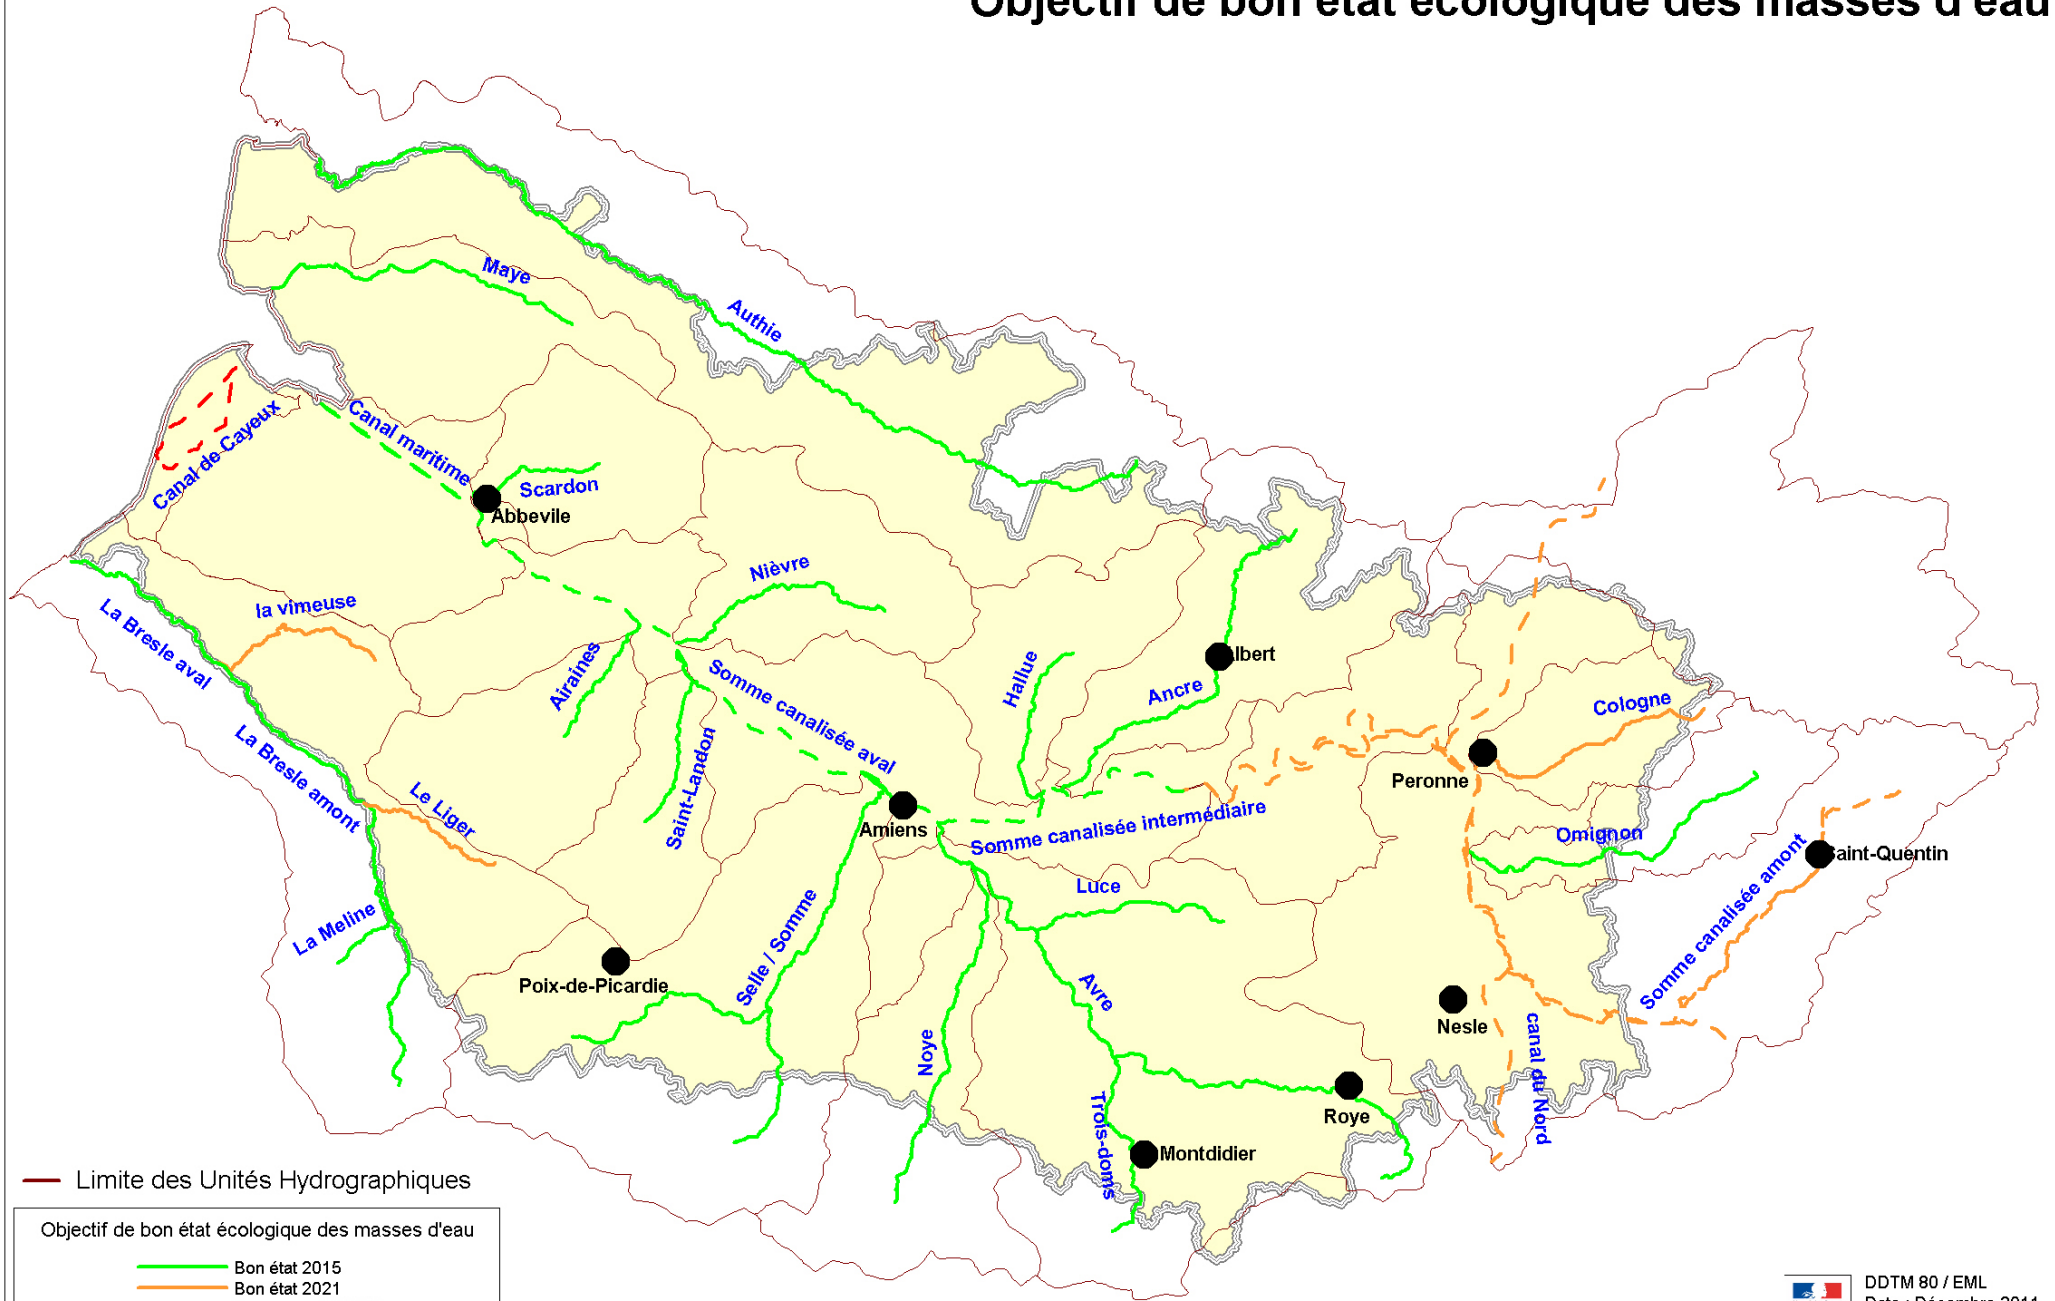 Objectif de bon état écologique des masses d'eau
Maye
Authie
Canal maritime
Canal de Cayeux
Scardon
Abbevile
Nièvre
la vimeuse
La Bresle aval
Airaines
Somme canalisée aval
Hallue
Ancre
lbert
Cologne
La Bresle amont
Le Liger
Saint-Landon
Peronne
Amiens
Somme canalisée intermédiaire
Omignon
Somme canalisée amont
aint-Quentin
Luce
La Meline
Selle / Somme
Poix-de-Picardie
Avre
Nesle
canal du Nord
Noye
Trois-doms
Roye
Montdidier
Limite des Unités Hydrographiques
Objectif de bon état écologique des masses d'eau
Bon état 2015
Bon état 2021
DDTM 80 / EML
Date : Décembre 2011